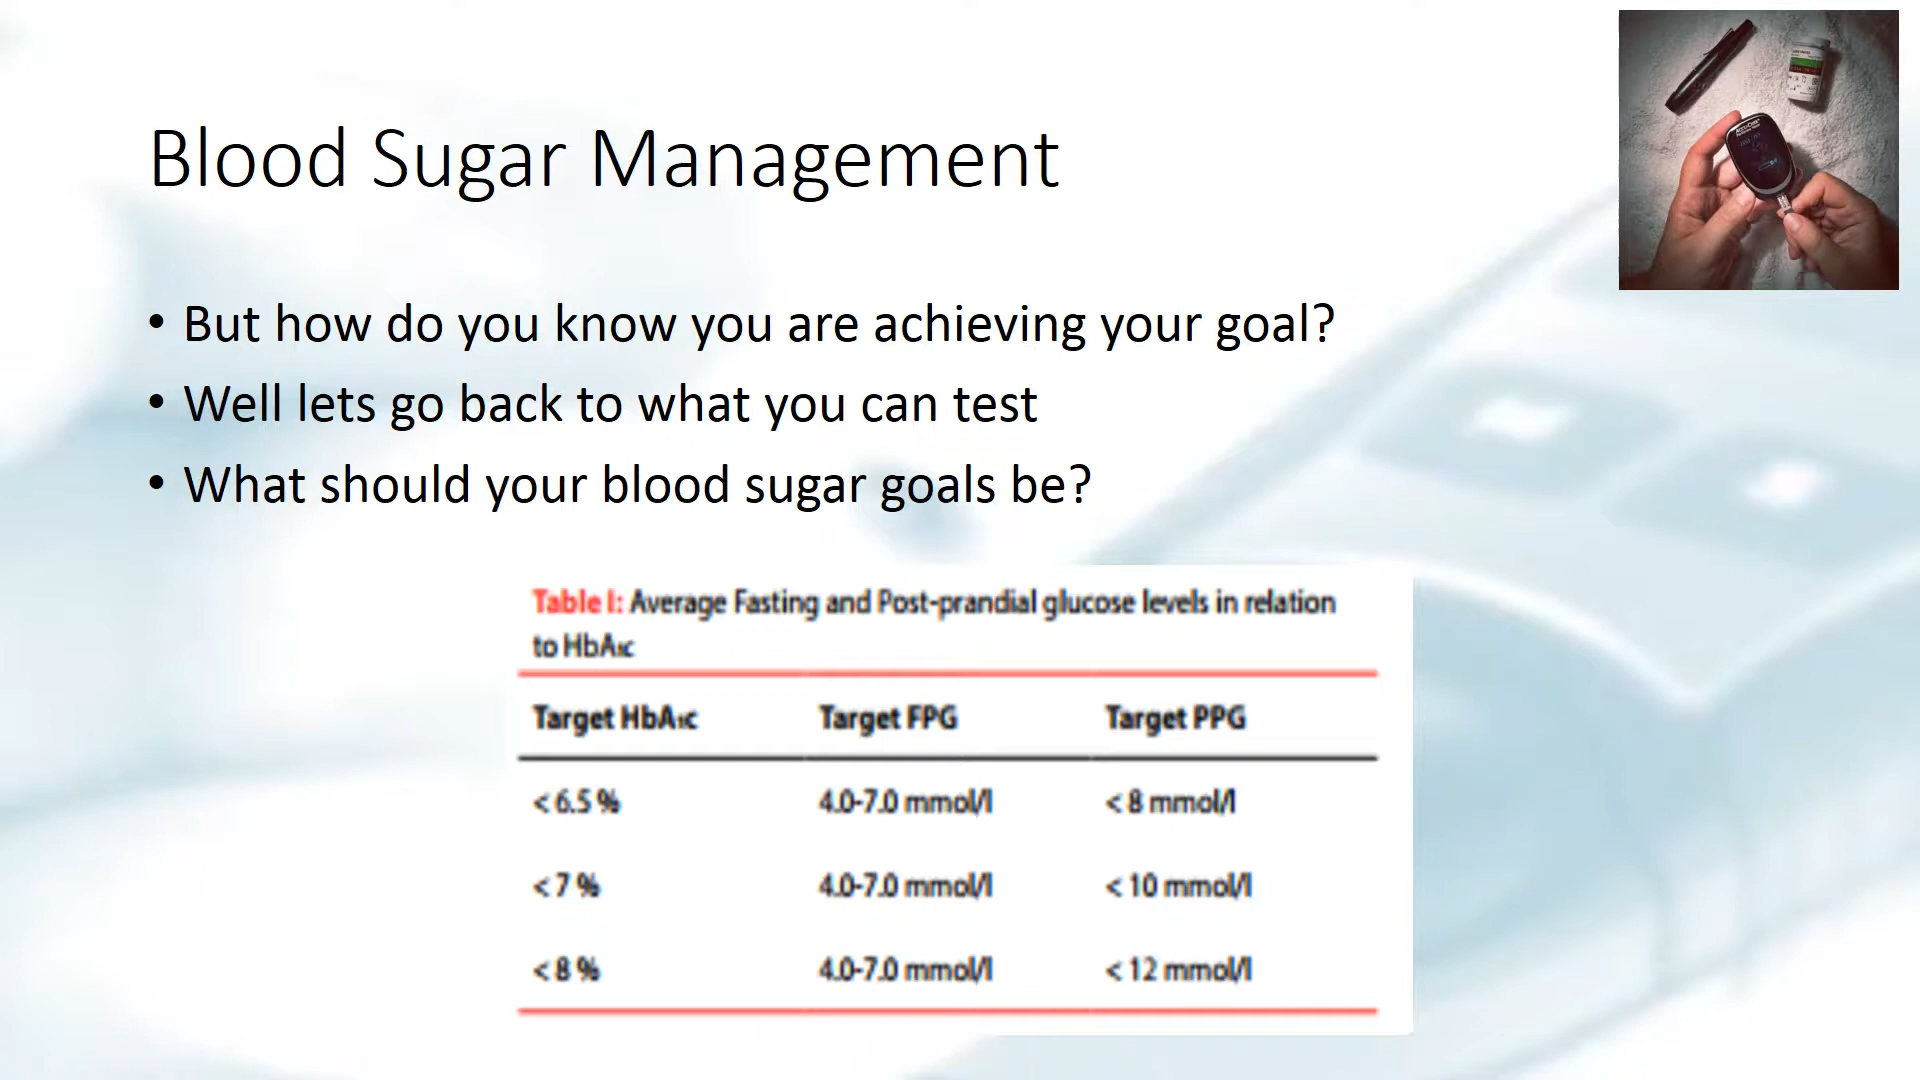 Blood Sugar Management
• But how do you know you are achieving your goal?
• Well lets go back to what you can test
• What should your blood sugar goals be?
Table I: Average Fasting and Post-prandial glucose levels in relation
to HbA1c
Target HbA1c Target FPG Target PPG
< 6.5 % 4.0-7.0 mmol/l < 8 mmol/l
< 7 % 4.0-7.0 mmol/l < 10 mmol/l
< 8 % 4.0-7.0 mmol/l < 12 mmol/l